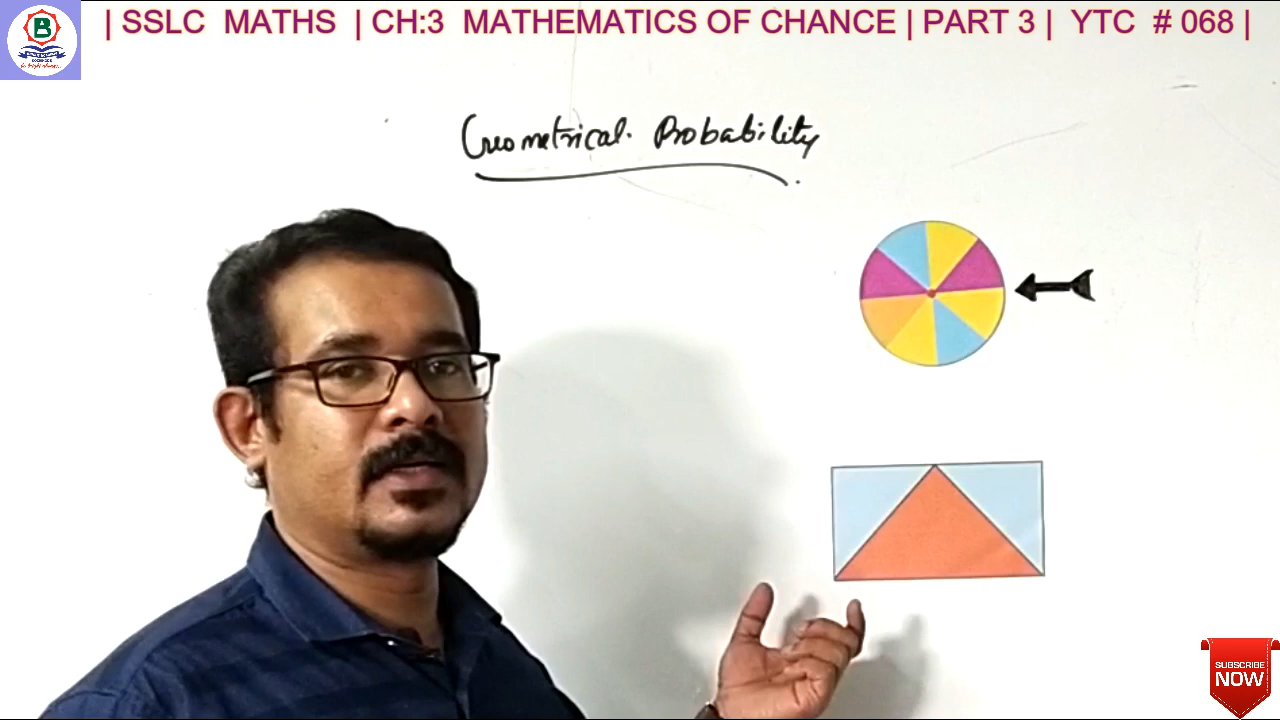 | SSLC MATHS | CH:3 MATHEMATICS OF CHANCE | PART 3 | YTC # 068 |
B
Geometrical Probability
SUBSCRIBE
NOW